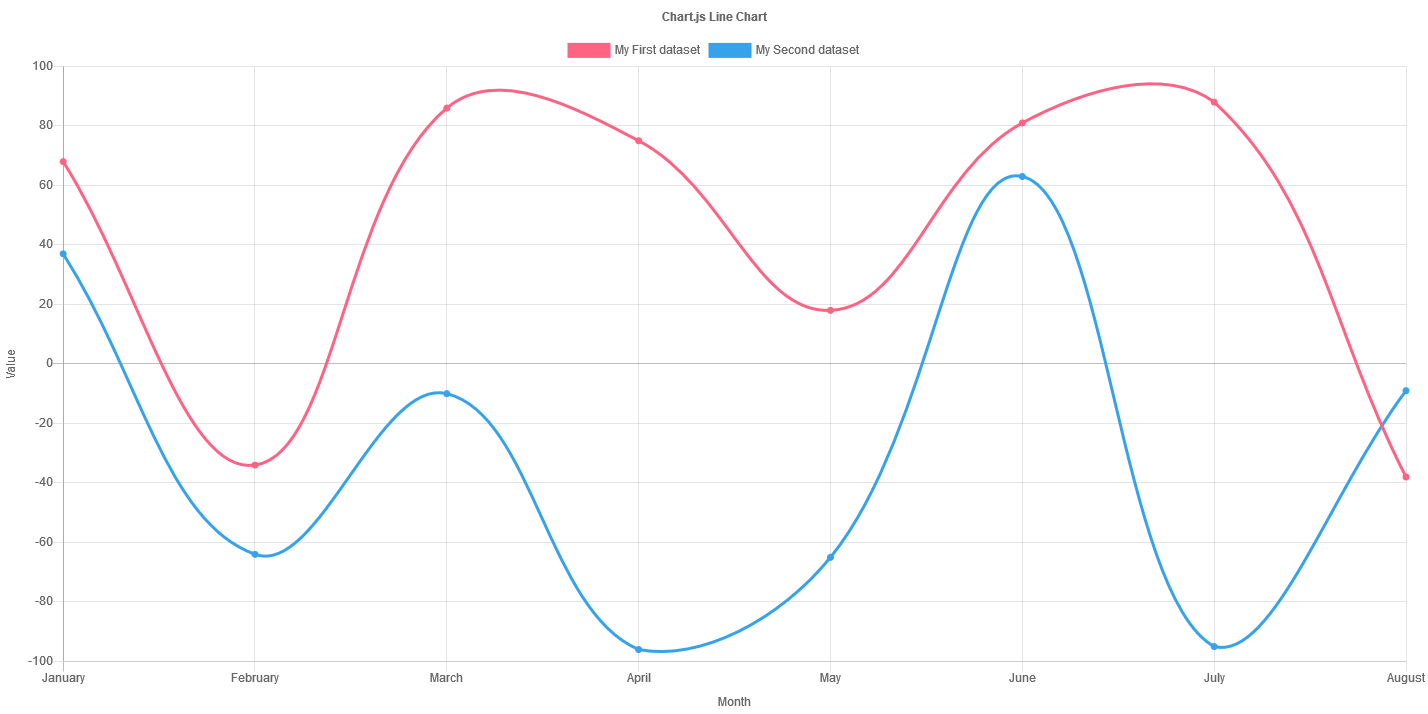 Chart.js Line Chart
My First dataset My Second dataset
100
80
60
40
20
0
-20
-40
-60
-80
-100
Value
January February March April May June July August
Month